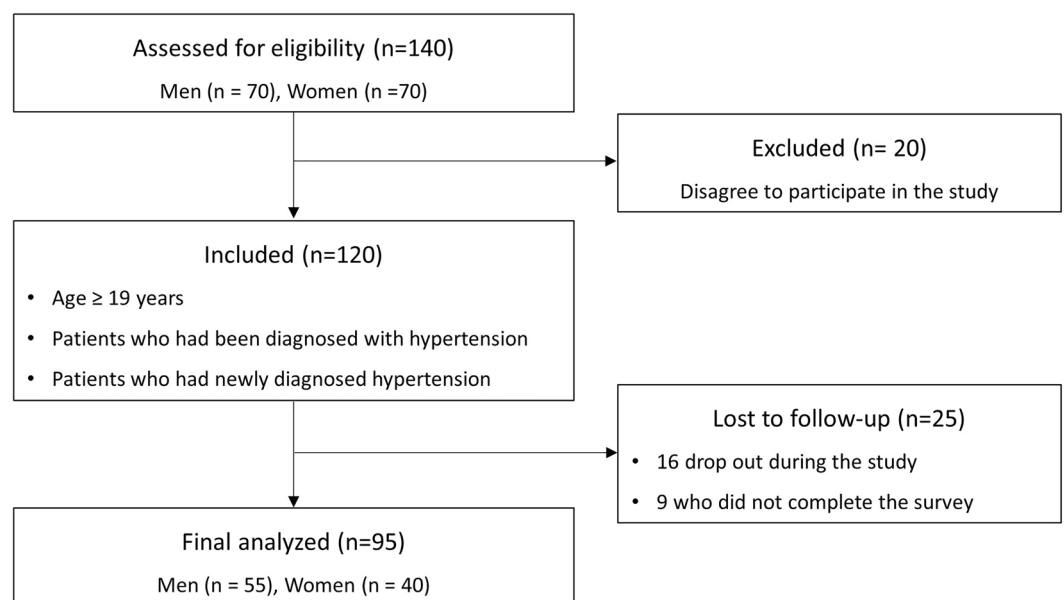 Assessed for eligibility (n=140)
Men (n = 70), Women (n =70)
Excluded (n= 20)
Disagree to participate in the study
Included (n=120)
• Age ≥ 19 years
• Patients who had been diagnosed with hypertension
• Patients who had newly diagnosed hypertension
Lost to follow-up (n=25)
• 16 drop out during the study
• 9 who did not complete the survey
Final analyzed (n=95)
Men (n = 55), Women (n = 40)